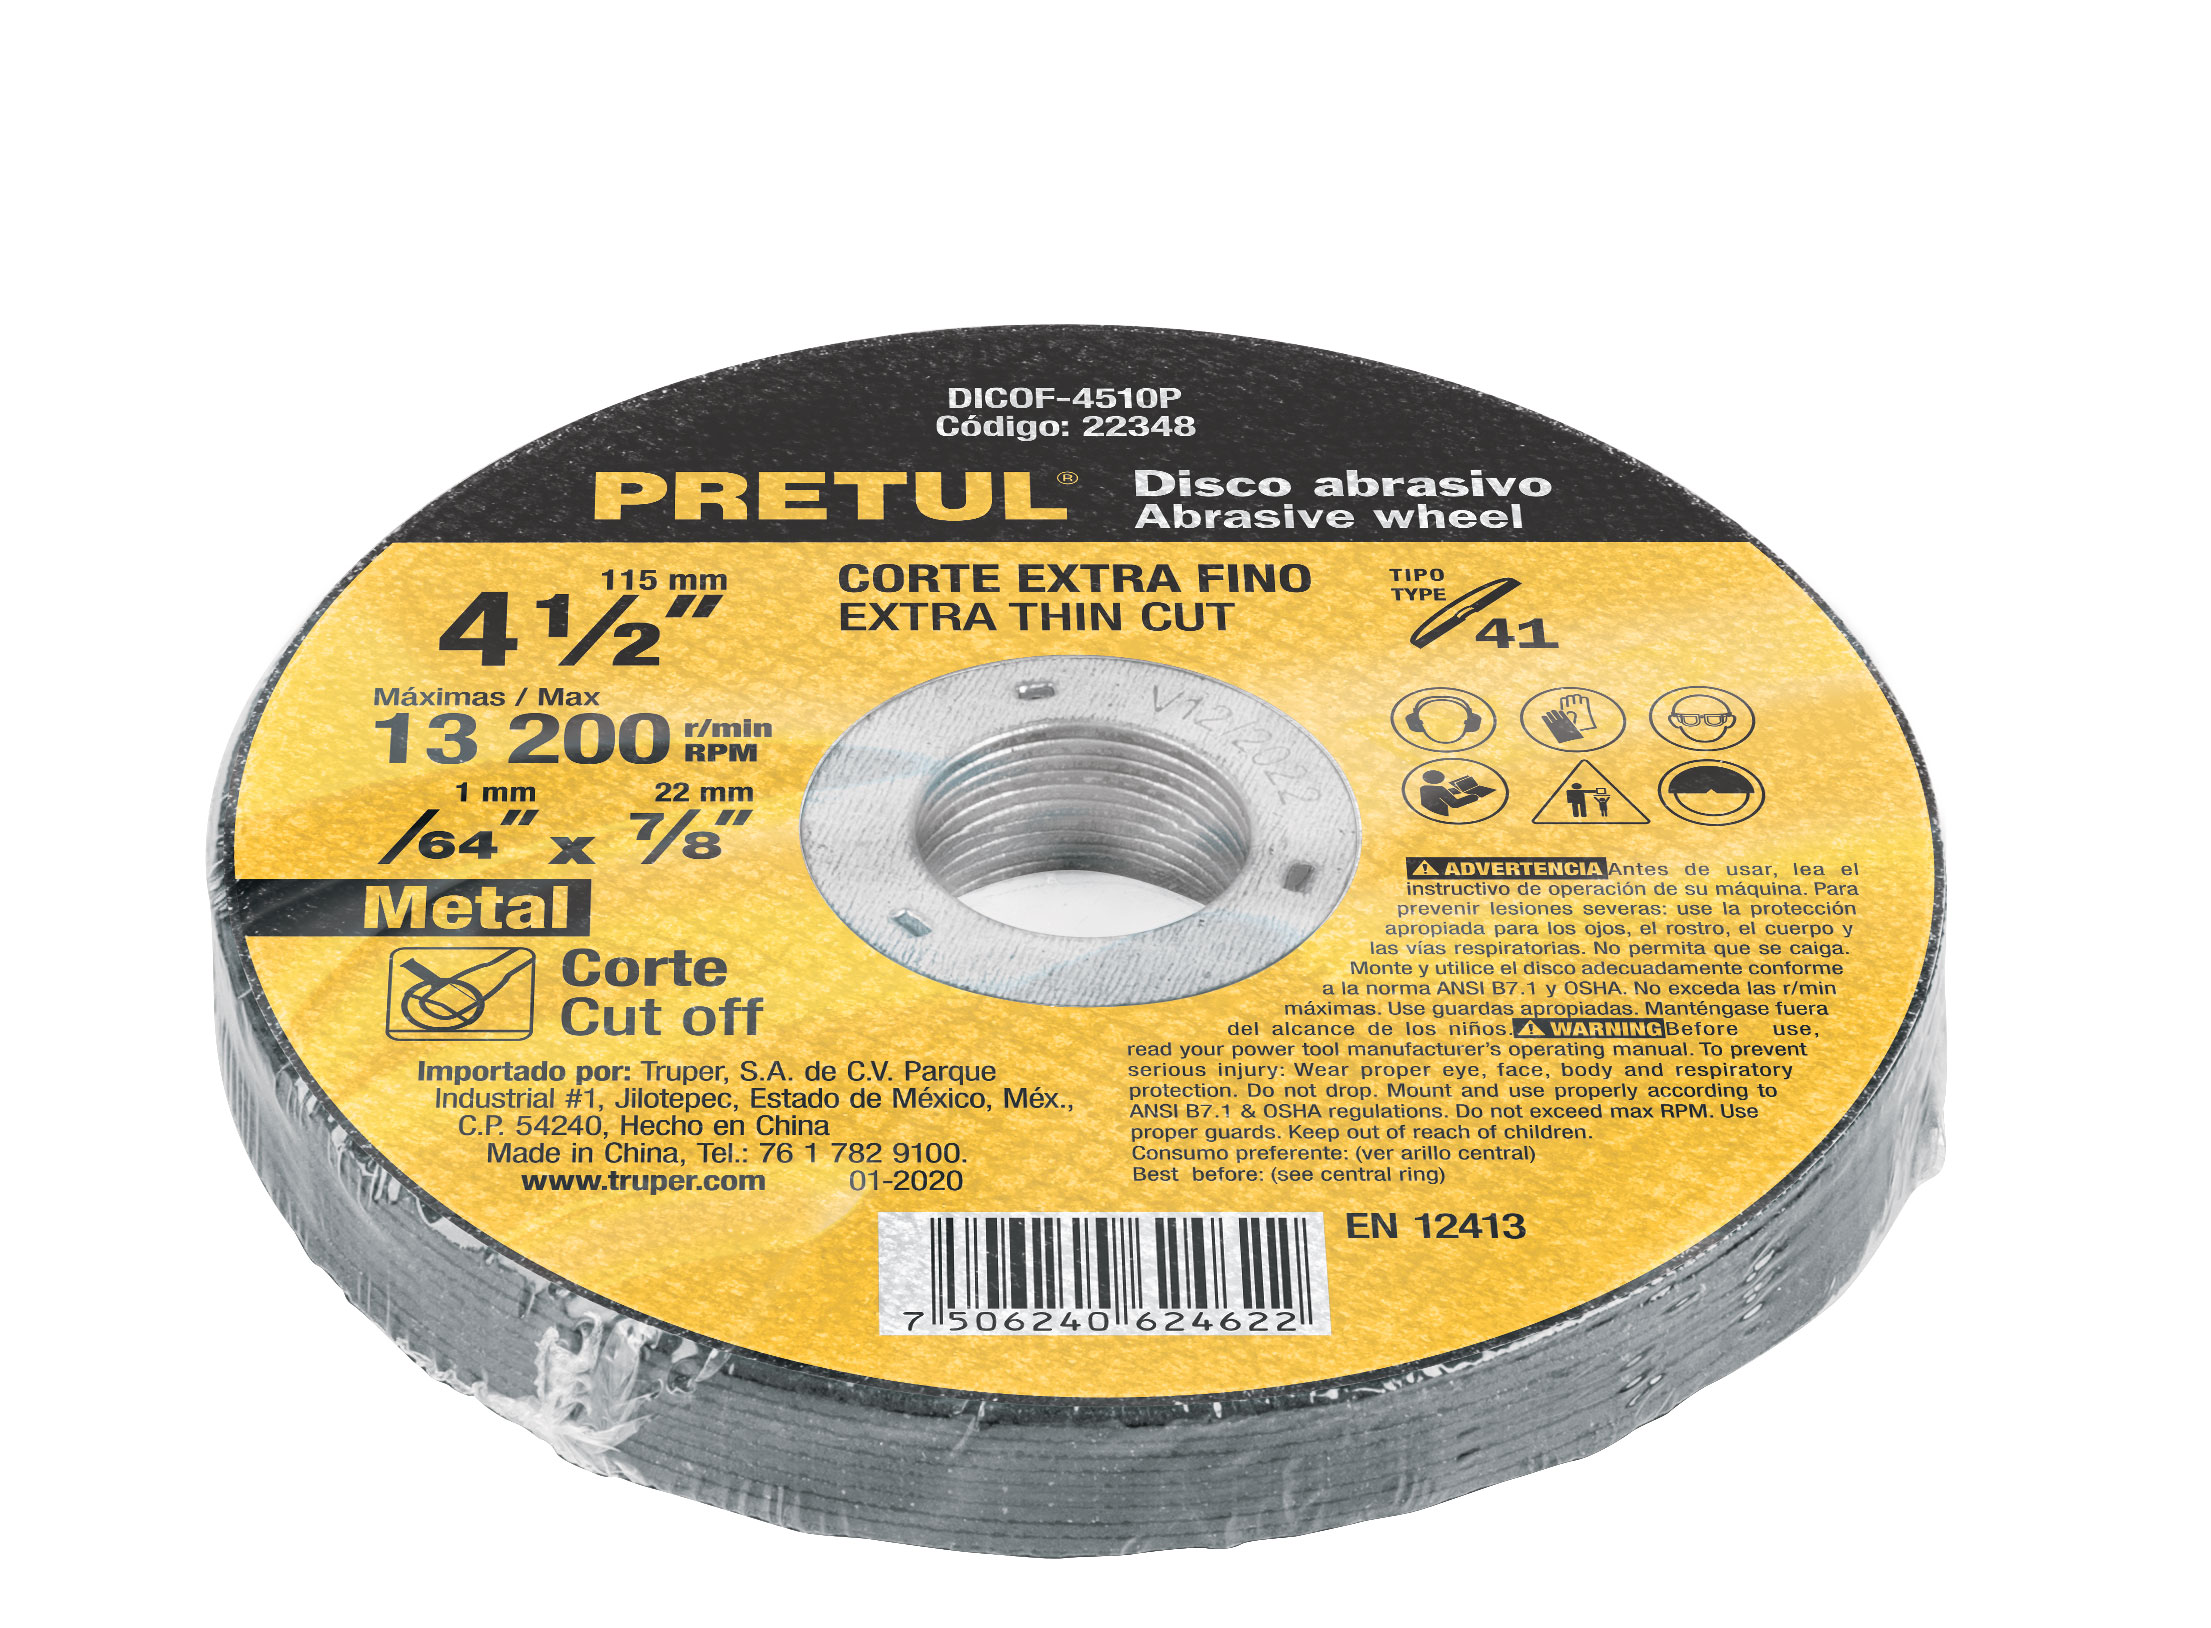 DICOF-4510P
Código: 22348
PRETUL® Disco abrasivo
Abrasive wheel
115 mm
4 1/2"
CORTE EXTRA FINO
EXTRA THIN CUT
TIPO
TYPE
41
Máximas / Max
13 200 r/min
RPM
1 mm 22 mm
/64" x 7/8"
Metal
Corte
Cut off
V12/2022
Importado por: Truper, S.A. de C.V. Parque
Industrial #1, Jilotepec, Estado de México, Méx.,
C.P. 54240, Hecho en China
Made in China, Tel.: 76 1 782 9100.
www.truper.com 01-2020
⚠ ADVERTENCIA Antes de usar, lea el
instructivo de operación de su máquina. Para
prevenir lesiones severas: use la protección
apropiada para los ojos, el rostro, el cuerpo y
las vías respiratorias. No permita que se caiga.
Monte y utilice el disco adecuadamente conforme
a la norma ANSI B7.1 y OSHA. No exceda las r/min
máximas. Use guardas apropiadas. Manténgase fuera
del alcance de los niños. ⚠ WARNING Before use,
read your power tool manufacturer's operating manual. To prevent
serious injury: Wear proper eye, face, body and respiratory
protection. Do not drop. Mount and use properly according to
ANSI B7.1 & OSHA regulations. Do not exceed max RPM. Use
proper guards. Keep out of reach of children.
Consumo preferente: (ver arillo central)
Best before: (see central ring)
EN 12413
7 506240 624622